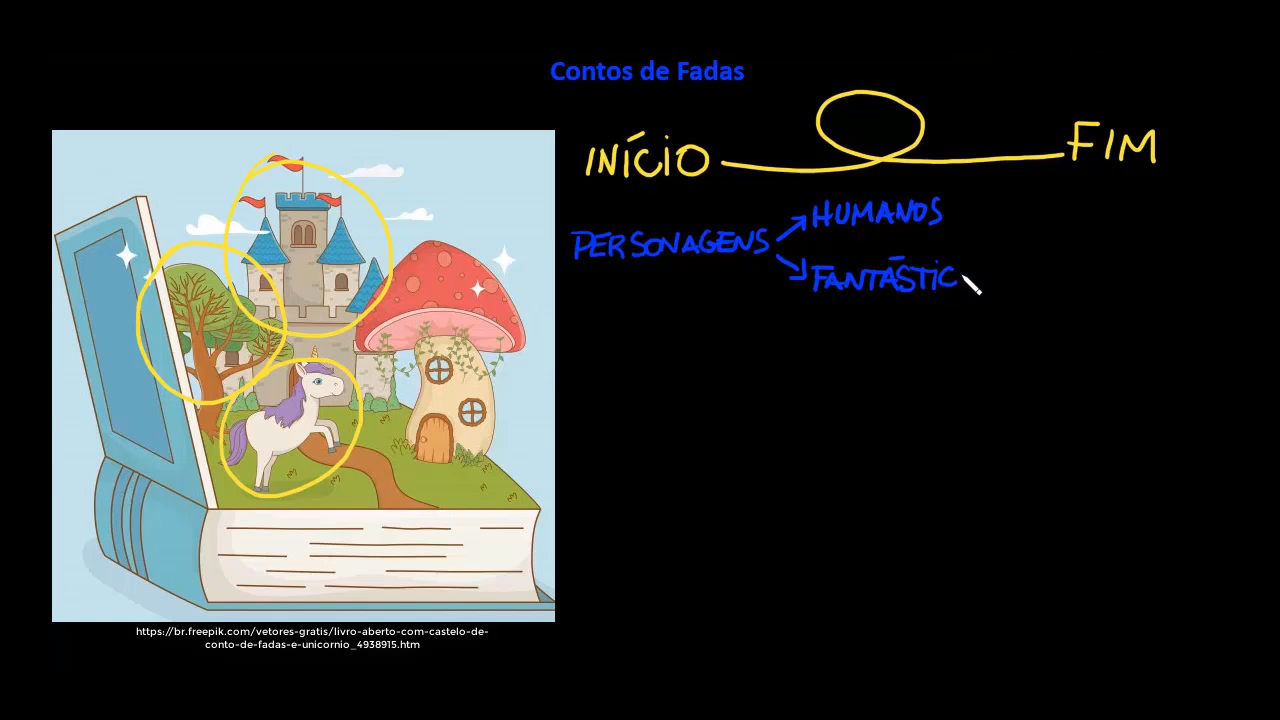 Contos de Fadas
INÍCIO FIM
PERSONAGENS HUMANOS
FANTÁSTIC
https://br.freepik.com/vetores-gratis/livro-aberto-com-castelo-de-
conto-de-fadas-e-unicornio_4938915.htm